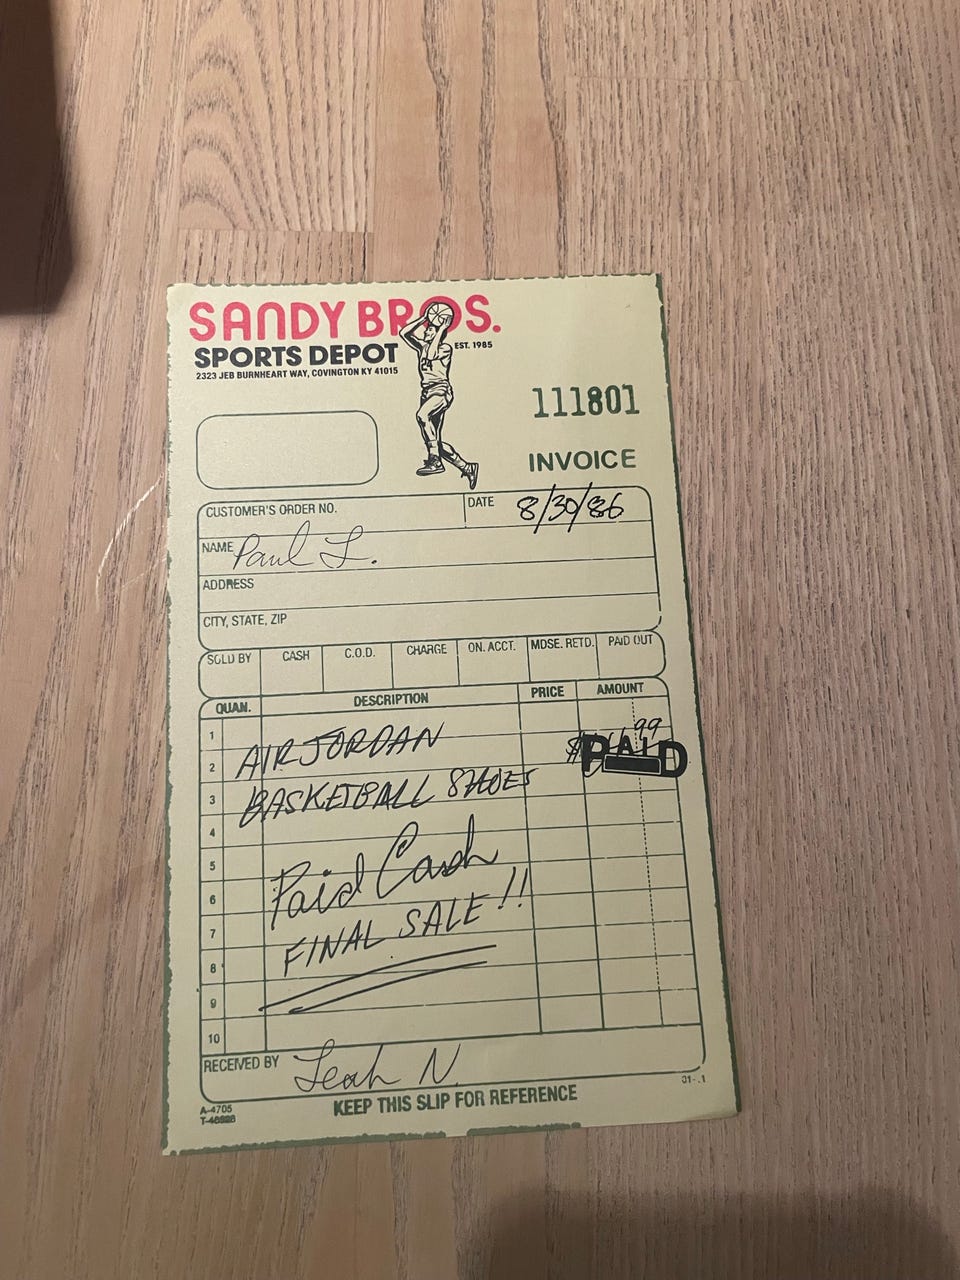 SANDY BROS.
SPORTS DEPOT
EST. 1985
2323 JEB BURNHEART WAY, COVINGTON KY 41015
24
111801
INVOICE
CUSTOMER'S ORDER NO.
DATE 8/30/86
NAME Paul L.
ADDRESS
CITY, STATE, ZIP
SOLD BY CASH C.O.D. CHARGE ON. ACCT. MDSE. RETD. PAID OUT
QUAN. DESCRIPTION PRICE AMOUNT
1
2 AIR JORDAN $ 99 PAID
3 BASKETBALL SHOES
4
5
6 Paid Cash
7 FINAL SALE!!
8
9
10
RECEIVED BY Leah N.
KEEP THIS SLIP FOR REFERENCE
A-4705